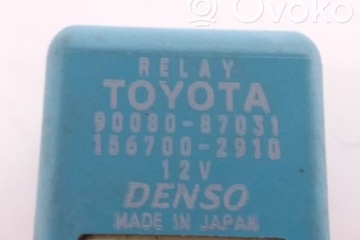 © Ovoko
RELAY
TOYOTA
90080-87031
156700-2910
12V
DENSO
MADE IN JAPAN